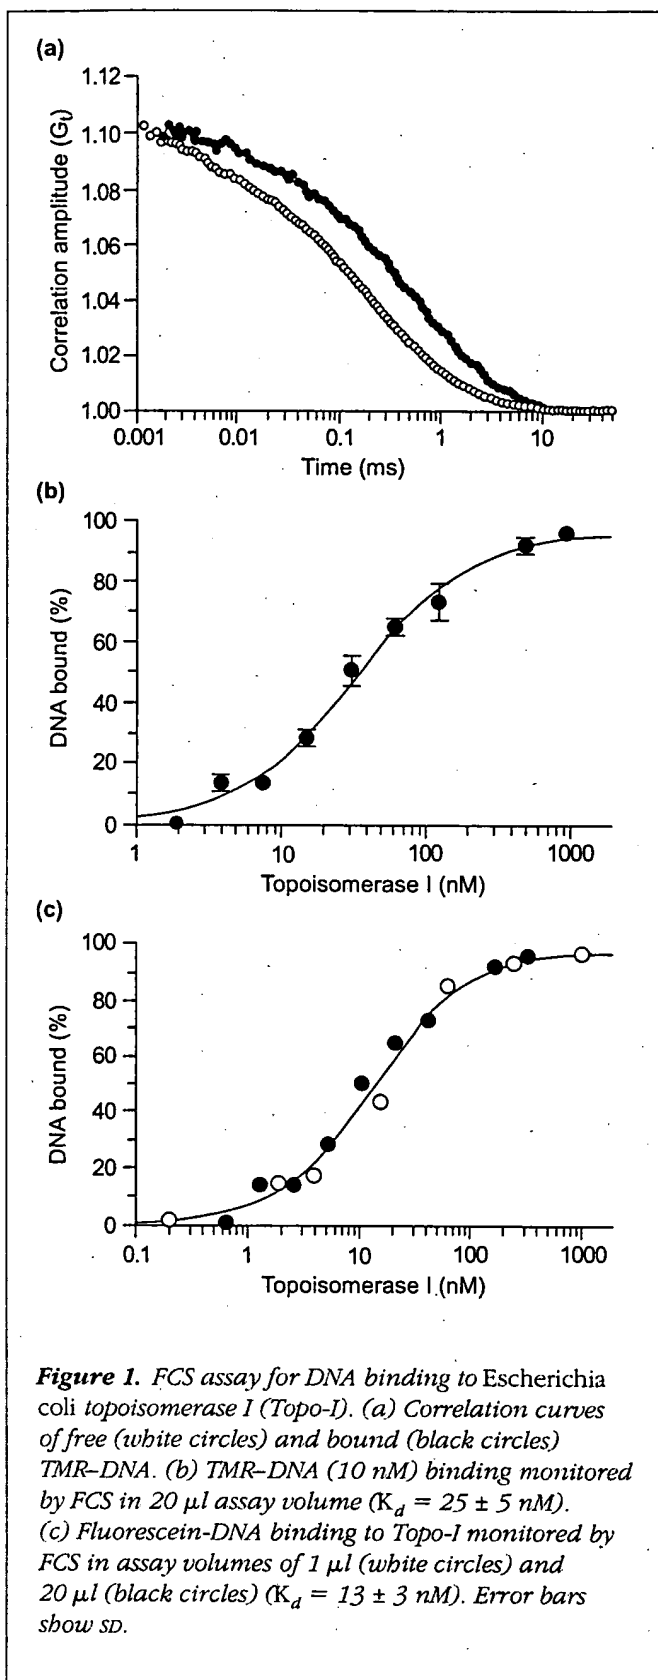 (a)
1.12
1.10
1.08
1.06
1.04
1.02
1.00
Correlation amplitude (Gt)
0.001 0.01 0.1 1 10
Time (ms)
(b)
100
80
60
40
20
0
DNA bound (%)
1 10 100 1000
Topoisomerase I (nM)
(c)
100
80
60
40
20
0
DNA bound (%)
0.1 1 10 100 1000
Topoisomerase I (nM)
Figure 1. FCS assay for DNA binding to Escherichia
coli topoisomerase I (Topo-I). (a) Correlation curves
of free (white circles) and bound (black circles)
TMR–DNA. (b) TMR–DNA (10 nM) binding monitored
by FCS in 20 μl assay volume (Kd = 25 ± 5 nM).
(c) Fluorescein-DNA binding to Topo-I monitored by
FCS in assay volumes of 1 μl (white circles) and
20 μl (black circles) (Kd = 13 ± 3 nM). Error bars
show SD.